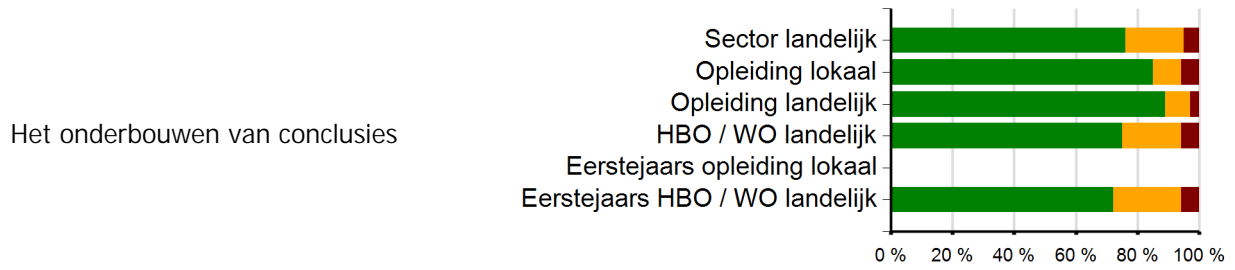 Sector landelijk
Opleiding lokaal
Opleiding landelijk
Het onderbouwen van conclusies
HBO / WO landelijk
Eerstejaars opleiding lokaal
Eerstejaars HBO / WO landelijk
0 % 20 % 40 % 60 % 80 % 100 %